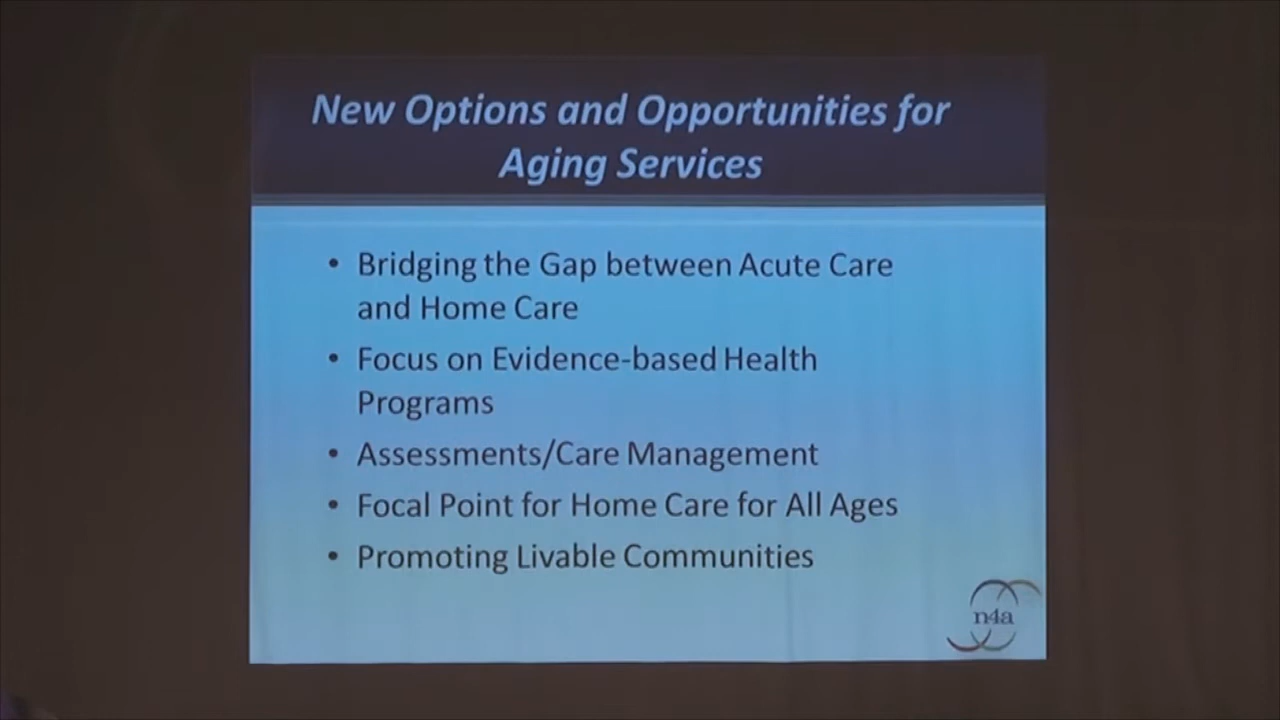 New Options and Opportunities for
Aging Services
• Bridging the Gap between Acute Care
and Home Care
• Focus on Evidence-based Health
Programs
• Assessments/Care Management
• Focal Point for Home Care for All Ages
• Promoting Livable Communities
n4a